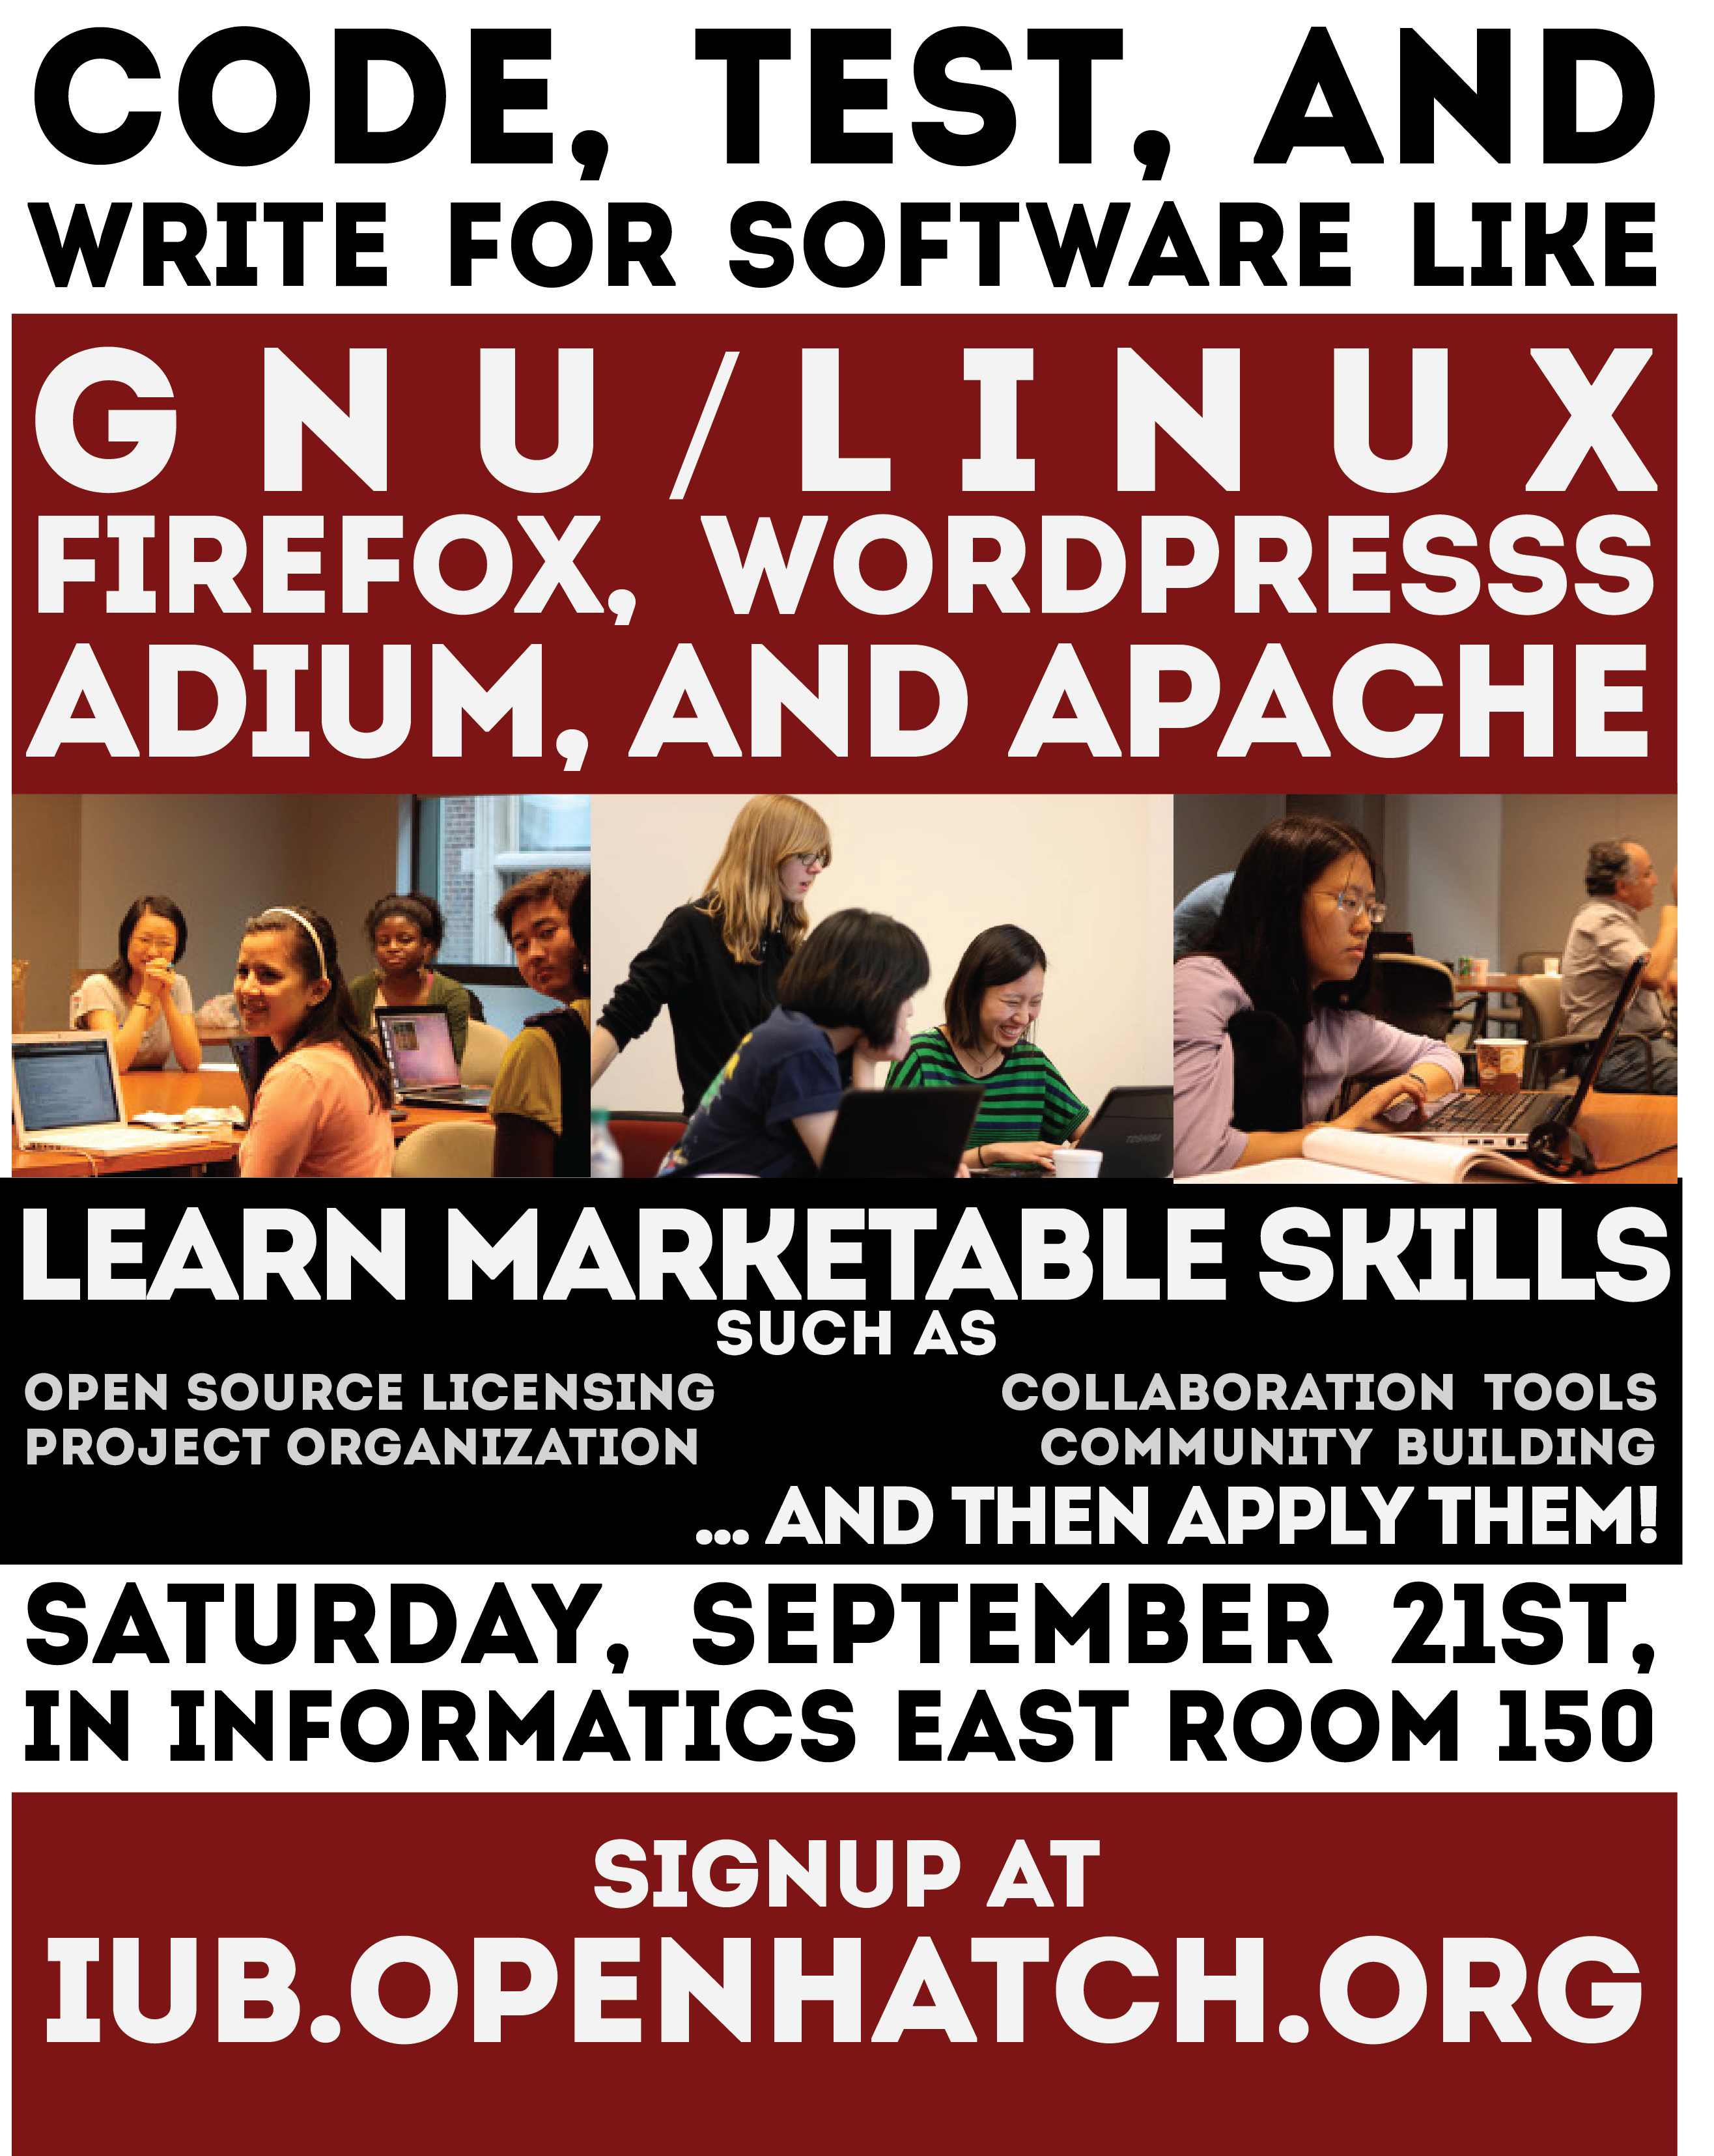 CODE, TEST, AND
WRITE FOR SOFTWARE LIKE
GNU/LINUX
FIREFOX, WORDPRESSS
ADIUM, AND APACHE
TOSHIBA
LEARN MARKETABLE SKILLS
SUCH AS
OPEN SOURCE LICENSING
COLLABORATION TOOLS
PROJECT ORGANIZATION
COMMUNITY BUILDING
... AND THEN APPLY THEM!
SATURDAY, SEPTEMBER 21ST,
IN INFORMATICS EAST ROOM 150
SIGNUP AT
IUB.OPENHATCH.ORG